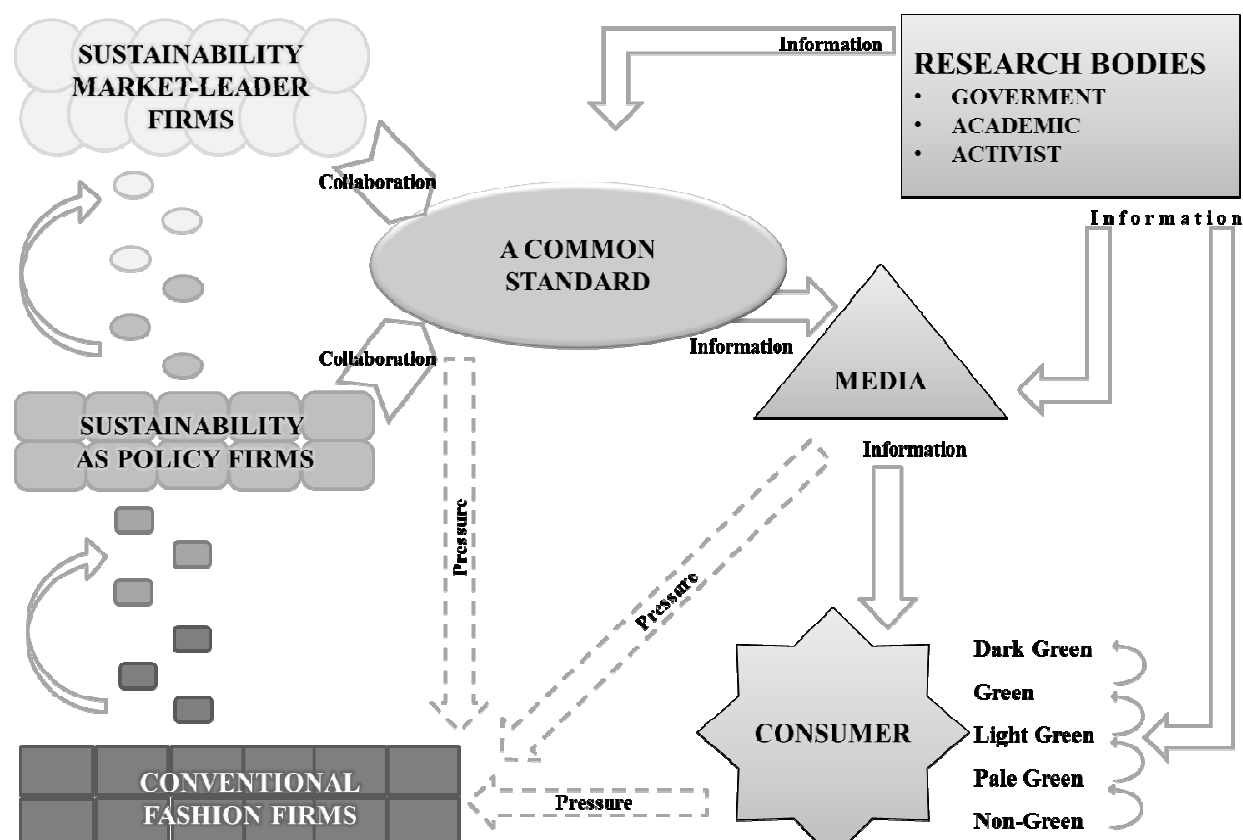 SUSTAINABILITY
MARKET-LEADER
FIRMS
Information
RESEARCH BODIES
• GOVERMENT
• ACADEMIC
• ACTIVIST
Collaboration
Information
A COMMON
STANDARD
Information
Collaboration
MEDIA
SUSTAINABILITY
AS POLICY FIRMS
Information
Pressure
Pressure
Dark Green
Green
Light Green
Pale Green
Non-Green
CONSUMER
CONVENTIONAL
FASHION FIRMS
Pressure